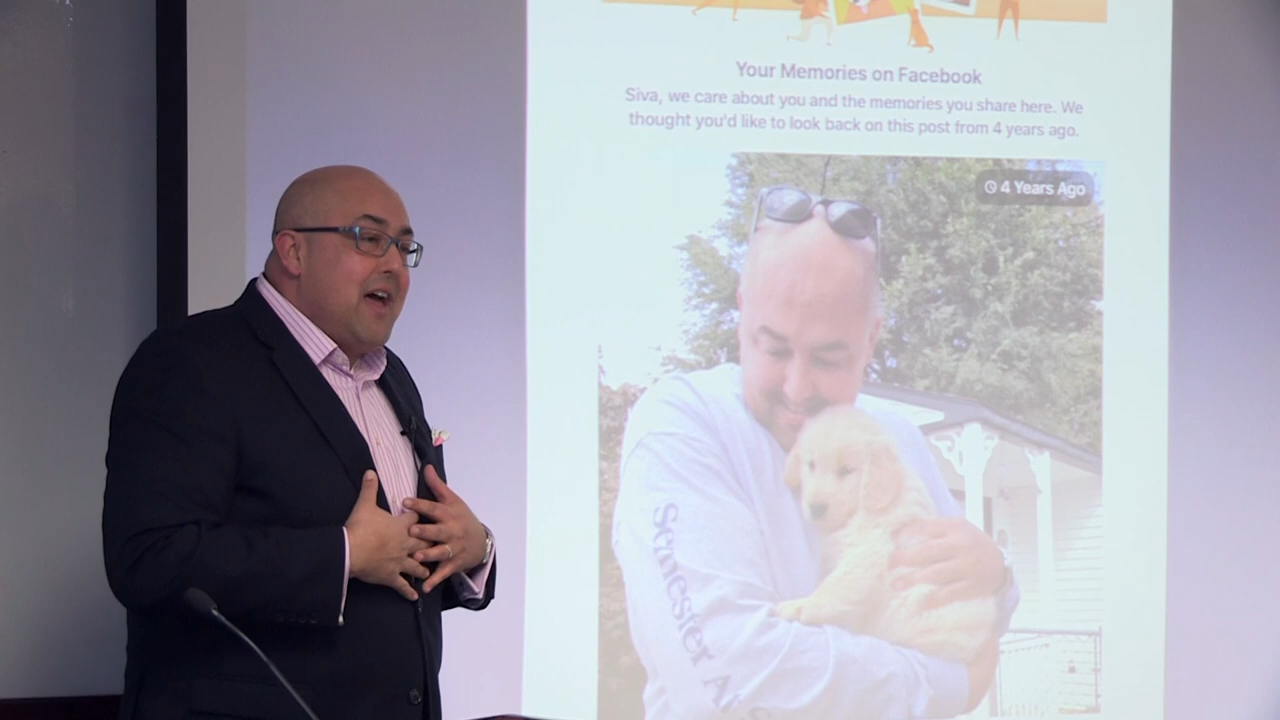 Your Memories on Facebook
Siva, we care about you and the memories you share here. We
thought you'd like to look back on this post from 4 years ago.
4 Years Ago
Semester